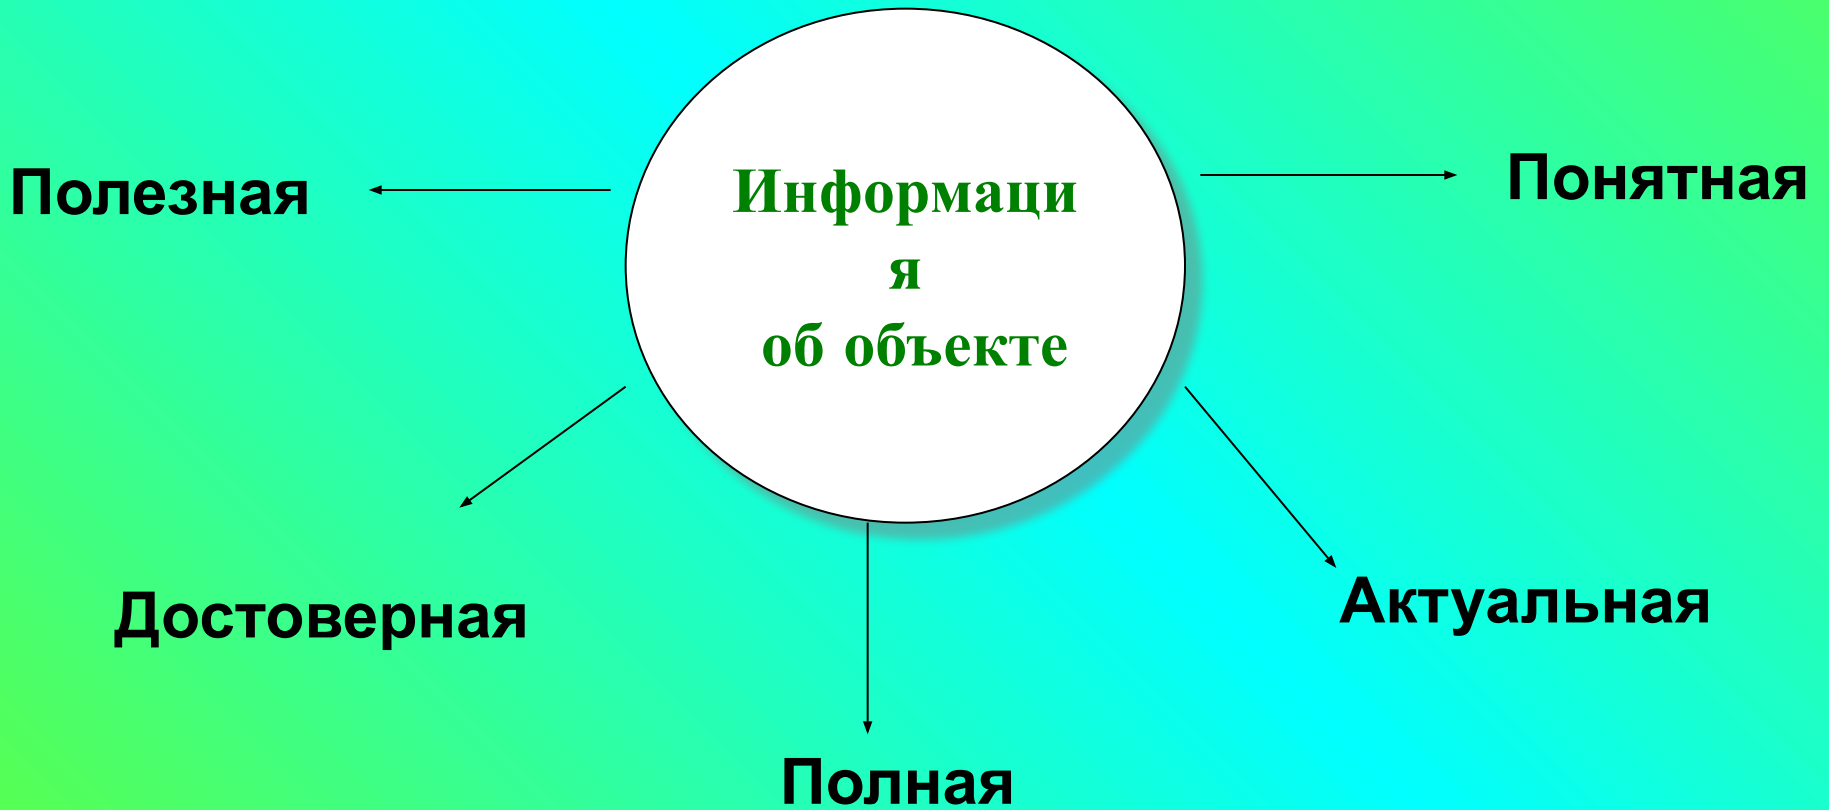 Информаци
я
об объекте
Полезная
Понятная
Достоверная
Актуальная
Полная